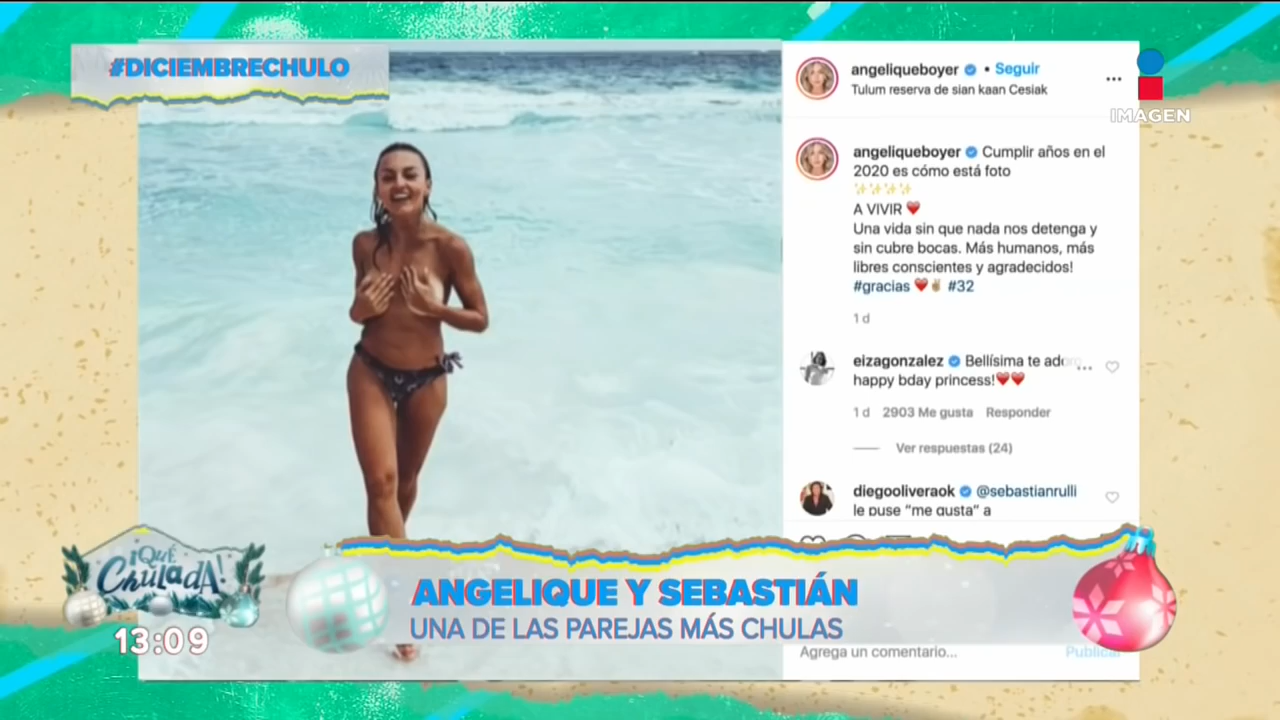 #DICIEMBRECHULO
angeliqueboyer • Seguir
Tulum reserva de sian kaan Cesiak
IMAGEN
angeliqueboyer Cumplir años en el
2020 es cómo está foto
✨✨✨✨
A VIVIR ❤️
Una vida sin que nada nos detenga y
sin cubre bocas. Más humanos, más
libres conscientes y agradecidos!
#gracias ❤️✌🏽 #32
1 d
eizagonzalez Bellísima te adoro
happy bday princess!❤️❤️
1 d 2903 Me gusta Responder
Ver respuestas (24)
diegooliveraok @sebastianrulli
le puse "me gusta" a
¡QUÉ
ChuladA!
ANGELIQUE Y SEBASTIÁN
UNA DE LAS PAREJAS MÁS CHULAS
13:09
Agrega un comentario...
Publicar